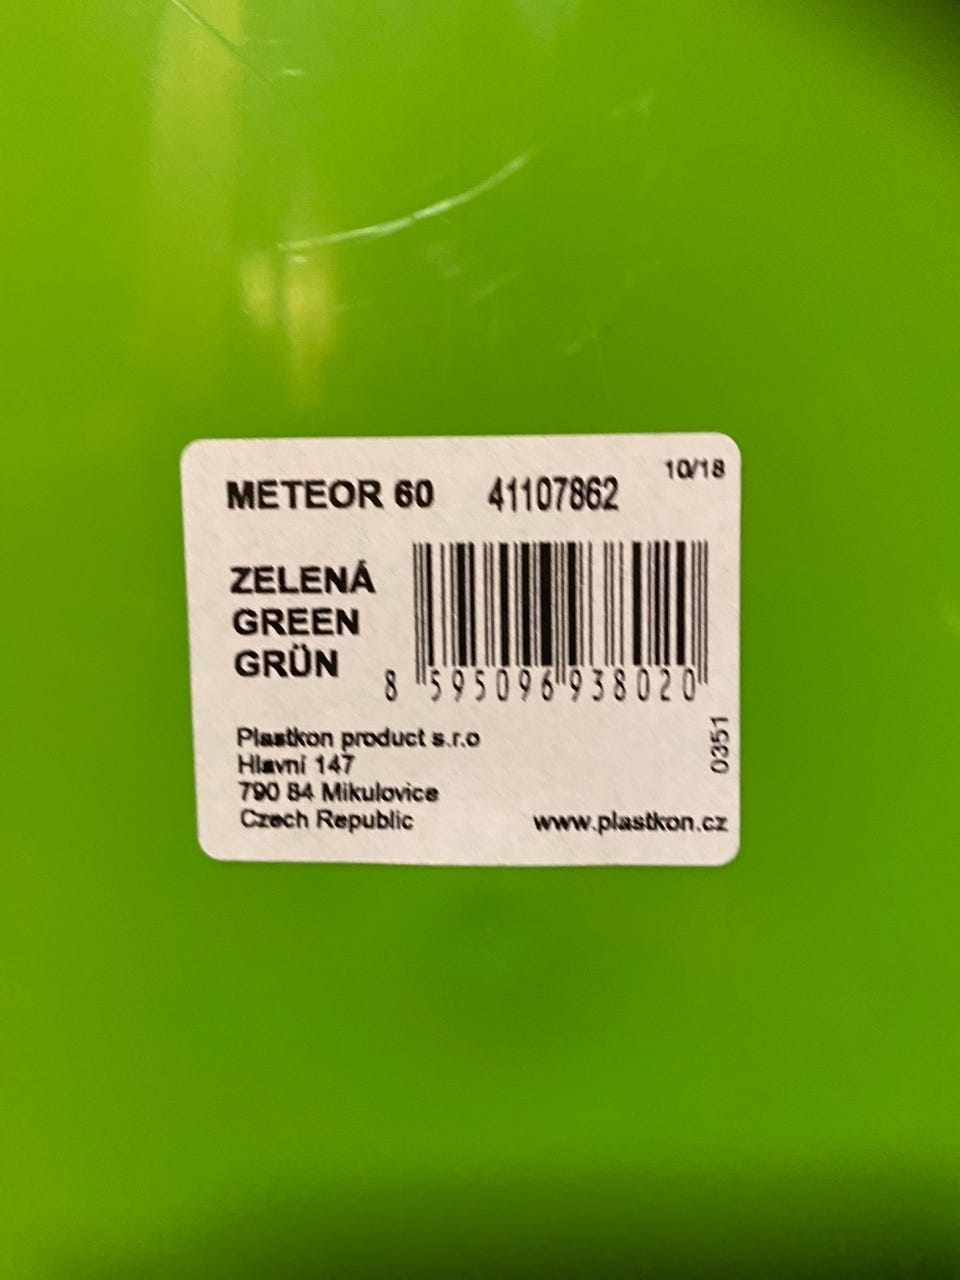 METEOR 60 41107862 10/18
ZELENÁ
GREEN
GRÜN
8 595096 938020
Plastkon product s.r.o
Hlavní 147
790 84 Mikulovice
Czech Republic
www.plastkon.cz
0351